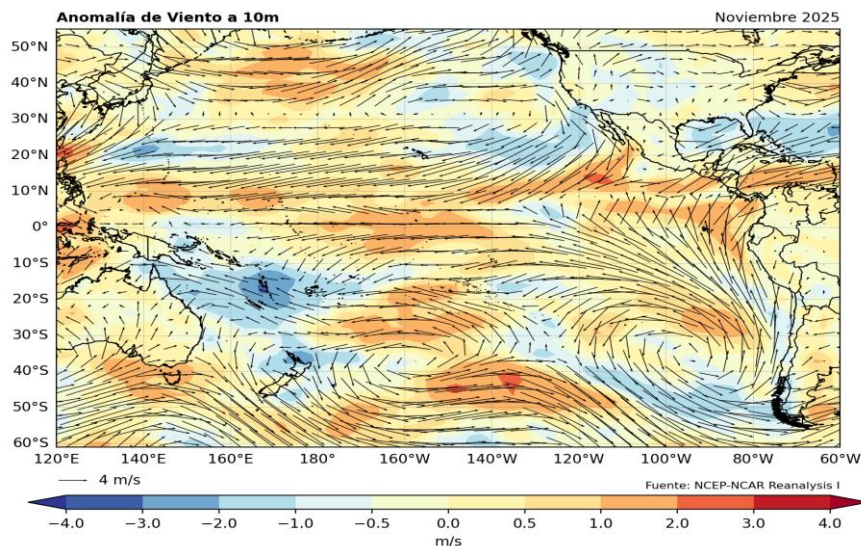 Anomalía de Viento a 10m Noviembre 2025
50°N
40°N
30°N
20°N
10°N
0°
10°S
20°S
30°S
40°S
50°S
60°S
120°E 140°E 160°E 180°W 160°W 140°W 120°W 100°W 80°W 60°W
4 m/s Fuente: NCEP-NCAR Reanalysis I
−4.0 −3.0 −2.0 −1.0 −0.5 0.0 0.5 1.0 2.0 3.0 4.0
m/s